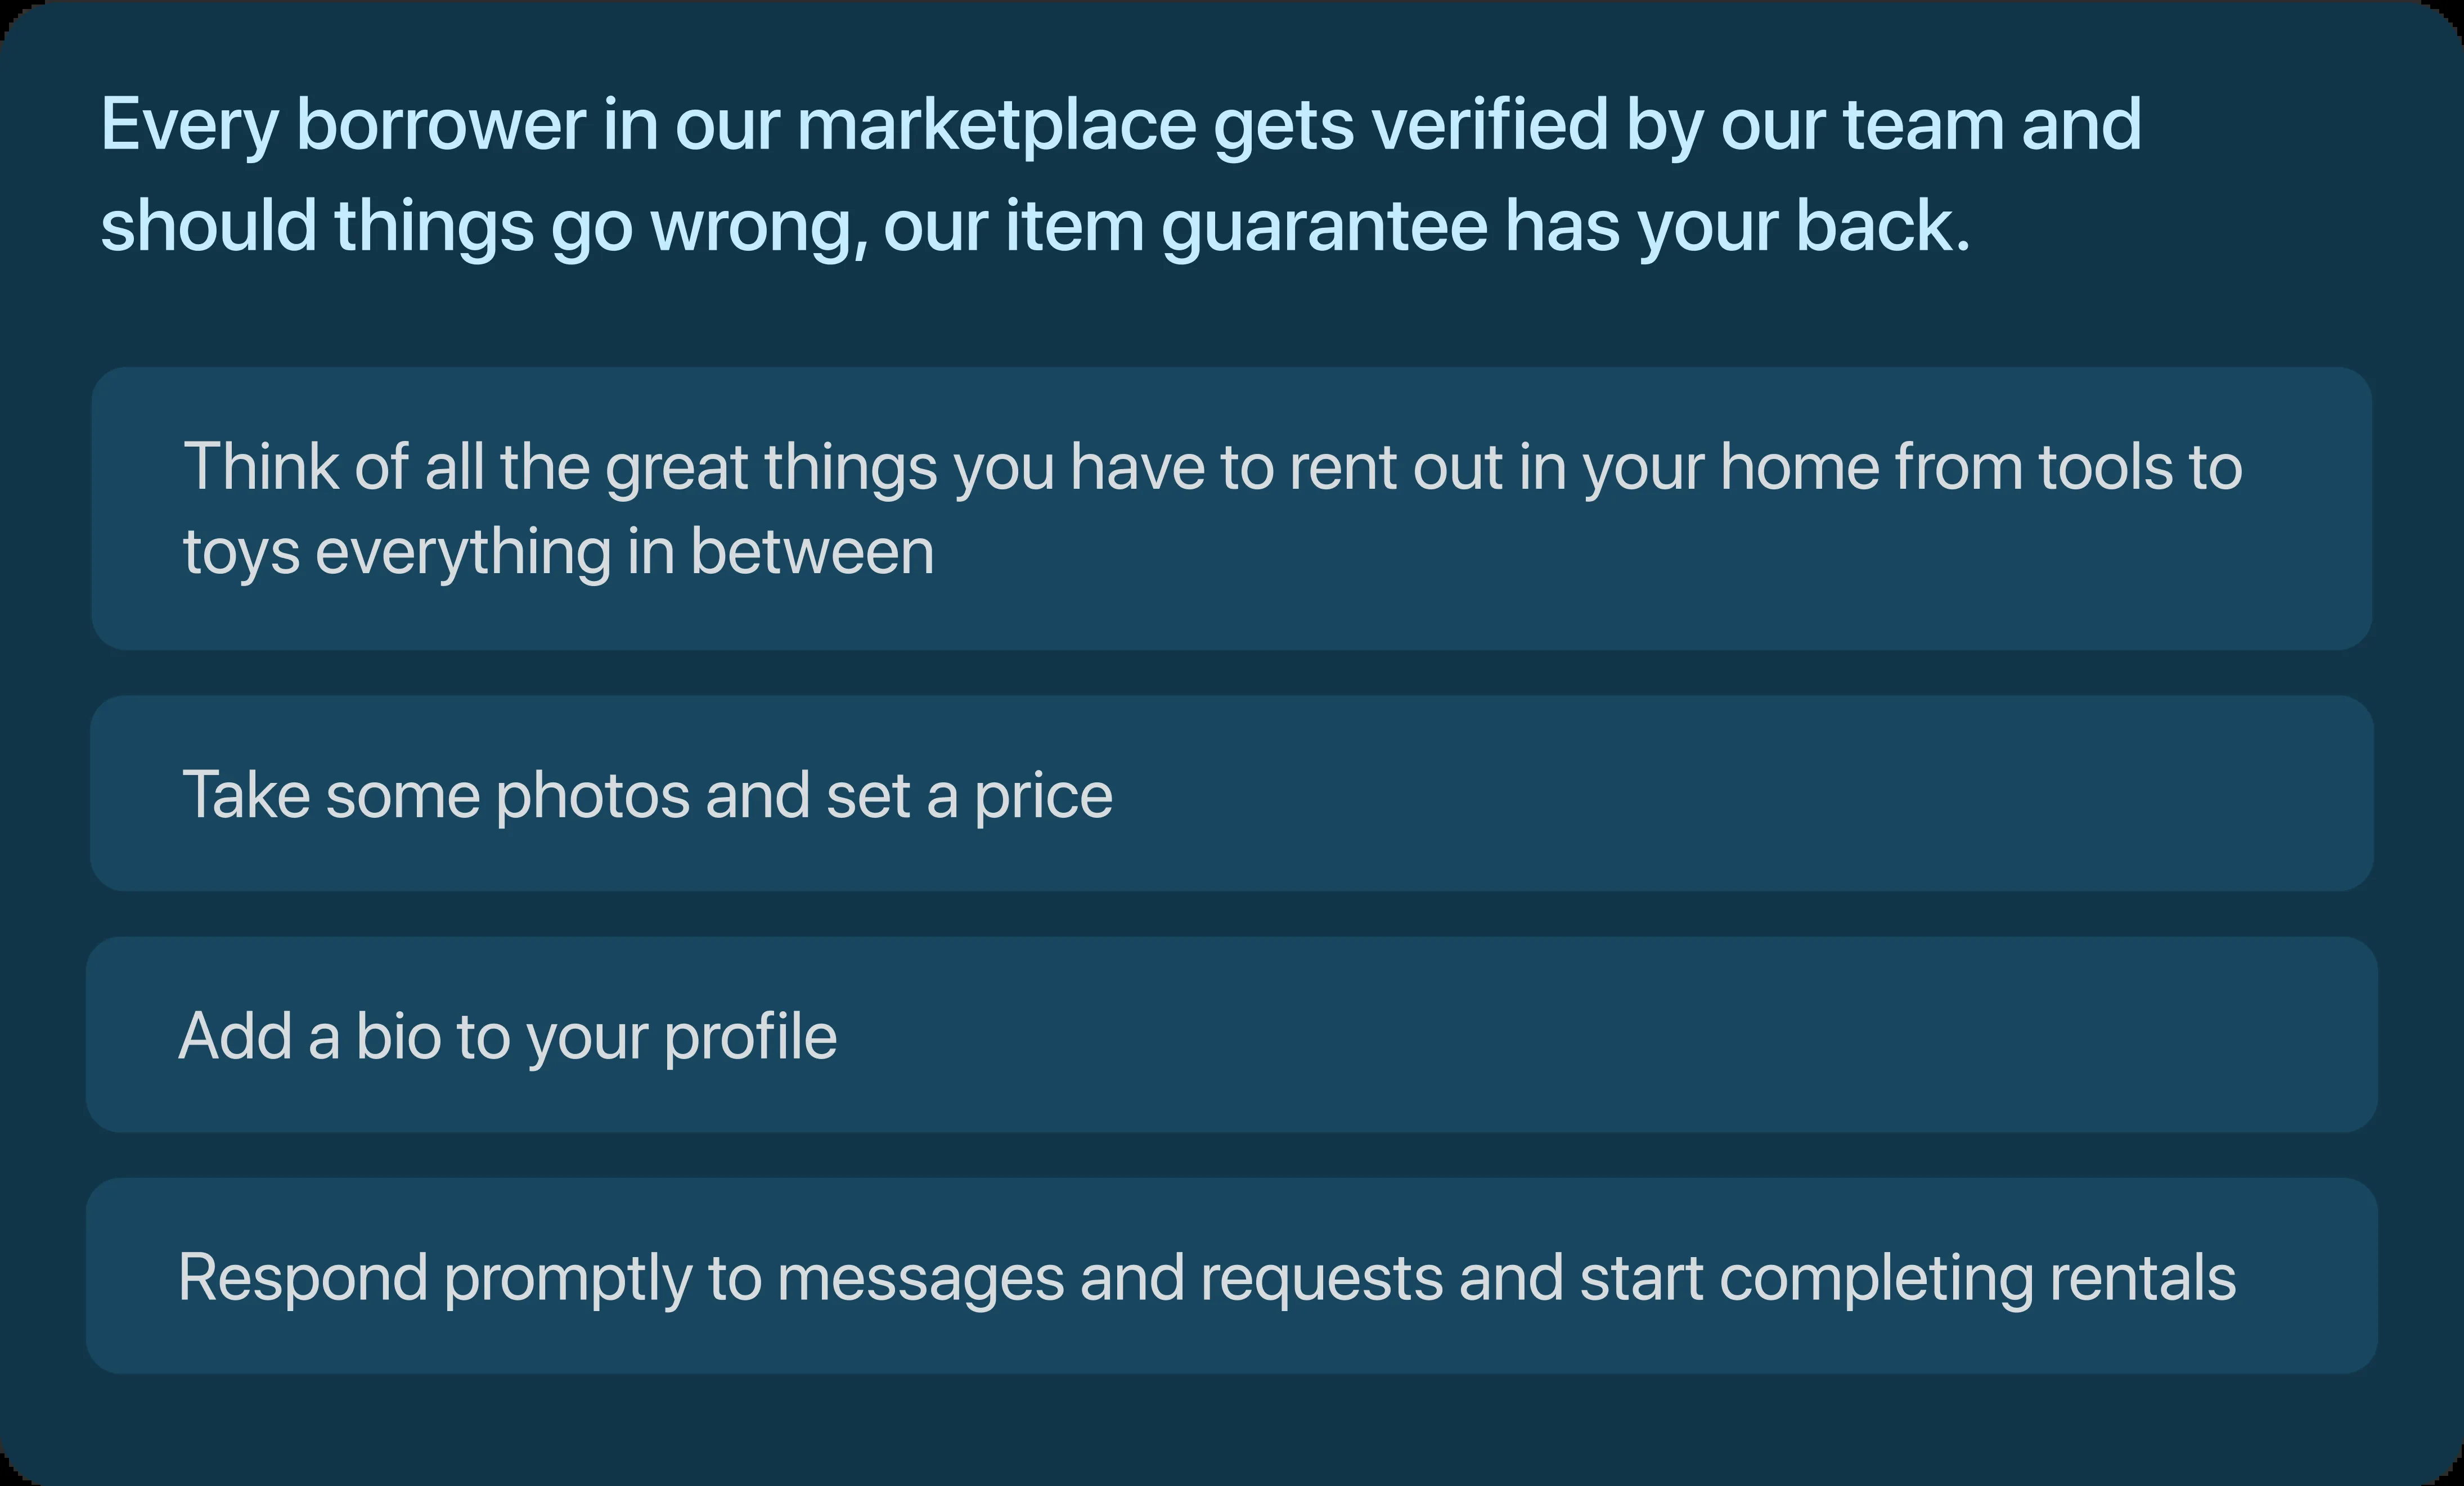 Every borrower in our marketplace gets verified by our team and
should things go wrong, our item guarantee has your back.
Think of all the great things you have to rent out in your home from tools to
toys everything in between
Take some photos and set a price
Add a bio to your profile
Respond promptly to messages and requests and start completing rentals